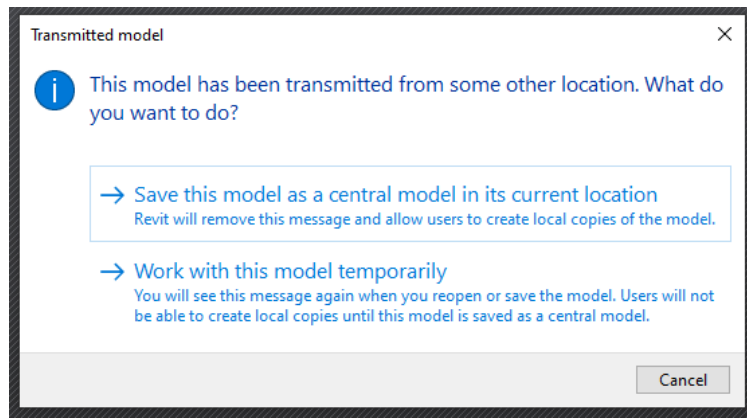 Transmitted model
This model has been transmitted from some other location. What do
you want to do?
Save this model as a central model in its current location
Revit will remove this message and allow users to create local copies of the model.
Work with this model temporarily
You will see this message again when you reopen or save the model. Users will not
be able to create local copies until this model is saved as a central model.
Cancel